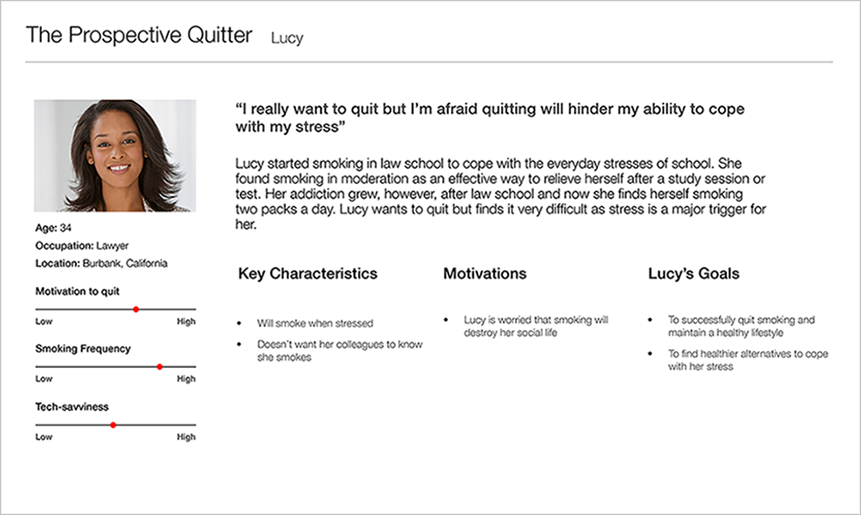 The Prospective Quitter Lucy
“I really want to quit but I’m afraid quitting will hinder my ability to cope
with my stress”
Lucy started smoking in law school to cope with the everyday stresses of school. She
found smoking in moderation as an effective way to relieve herself after a study session or
test. Her addiction grew, however, after law school and now she finds herself smoking
two packs a day. Lucy wants to quit but finds it very difficult as stress is a major trigger for
her.
Age: 34
Occupation: Lawyer
Location: Burbank, California
Motivation to quit
Low High
Smoking Frequency
Low High
Tech-savviness
Low High
Key Characteristics
• Will smoke when stressed
• Doesn’t want her colleagues to know
she smokes
Motivations
• Lucy is worried that smoking will
destroy her social life
Lucy’s Goals
• To successfully quit smoking and
maintain a healthy lifestyle
• To find healthier alternatives to cope
with her stress